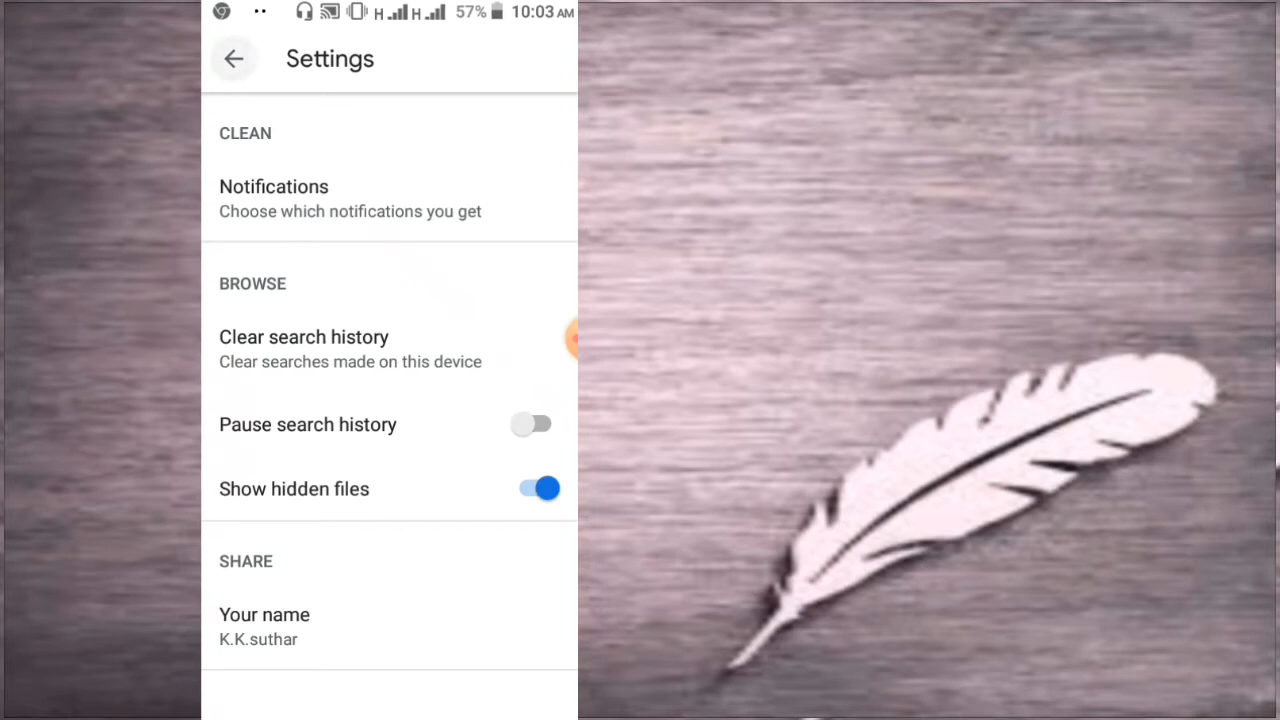 H H 57% 10:03 AM
Settings
CLEAN
Notifications
Choose which notifications you get
BROWSE
Clear search history
Clear searches made on this device
Pause search history
Show hidden files
SHARE
Your name
K.K.suthar